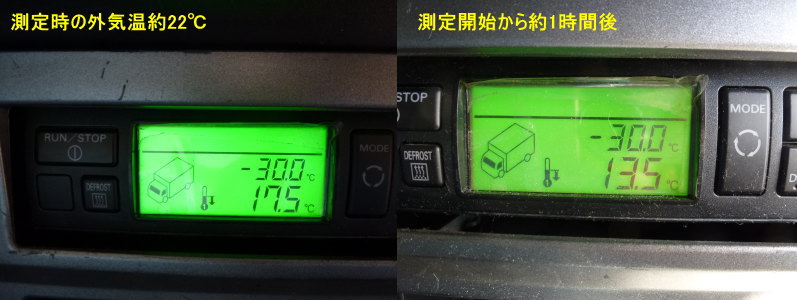 測定時の外気温約22℃
RUN/STOP
DEFROST
-30.0℃
17.5℃
MODE
測定開始から約1時間後
STOP
DEFROST
-30.0℃
13.5℃
MODE